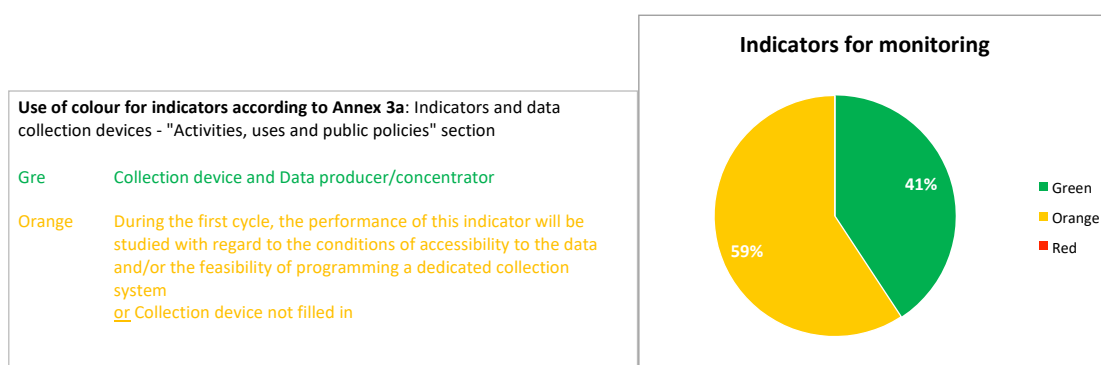 Use of colour for indicators according to Annex 3a: Indicators and data
collection devices - "Activities, uses and public policies" section
Gre Collection device and Data producer/concentrator
Orange During the first cycle, the performance of this indicator will be
studied with regard to the conditions of accessibility to the data
and/or the feasibility of programming a dedicated collection
system
or Collection device not filled in
Indicators for monitoring
41%
59%
Green
Orange
Red